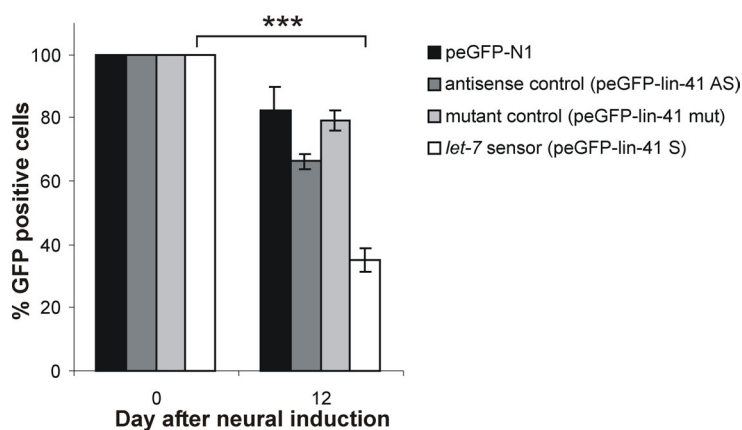 ***
100
80
60
40
20
0
% GFP positive cells
0 12
Day after neural induction
peGFP-N1
antisense control (peGFP-lin-41 AS)
mutant control (peGFP-lin-41 mut)
let-7 sensor (peGFP-lin-41 S)